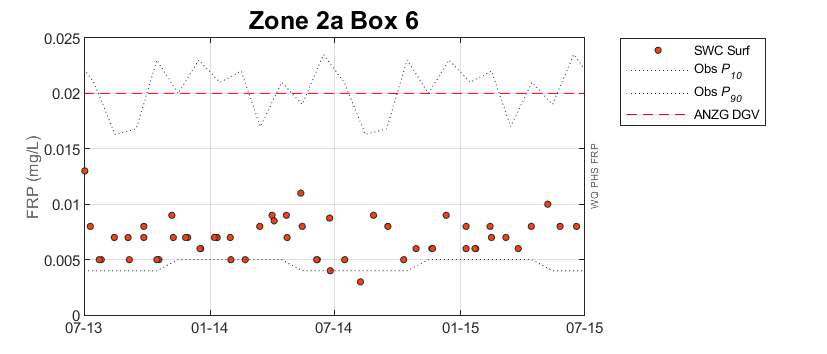 Zone 2a Box 6
0.025
0.02
0.015
0.01
0.005
0
FRP (mg/L)
07-13
01-14
07-14
01-15
07-15
WQ PHS FRP
SWC Surf
Obs P10
Obs P90
ANZG DGV